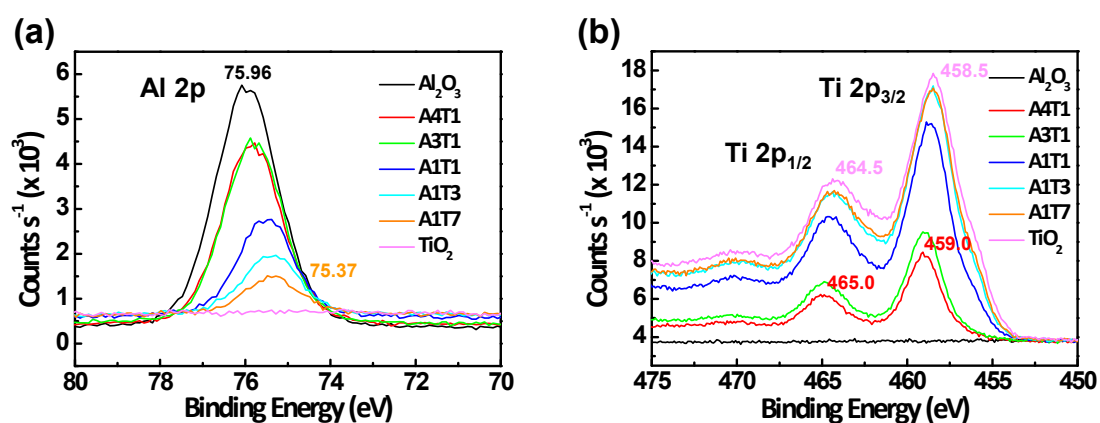 (a)
Al 2p
75.96
75.37
Al₂O₃
A4T1
A3T1
A1T1
A1T3
A1T7
TiO₂
6
5
4
3
2
1
0
Counts s⁻¹ (x 10³)
80 78 76 74 72 70
Binding Energy (eV)
(b)
Ti 2p₃/₂
458.5
Ti 2p₁/₂
464.5
459.0
465.0
Al₂O₃
A4T1
A3T1
A1T1
A1T3
A1T7
TiO₂
18
16
14
12
10
8
6
4
Counts s⁻¹ (x 10³)
475 470 465 460 455 450
Binding Energy (eV)